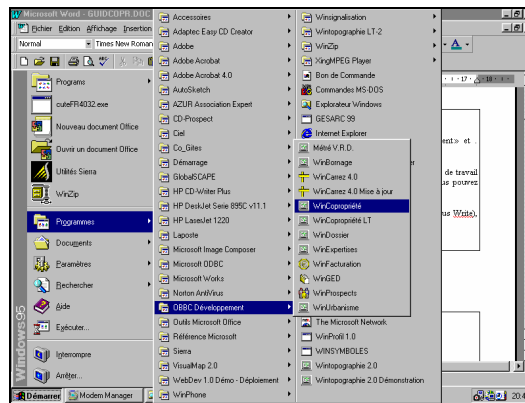 Microsoft Word - GUIDCOPR.DOC
Fichier Edition Affichage Insertion
Normal
Times New Roman
Programs
cuteFR4032.exe
Nouveau document Office
Ouvrir un document Office
Utilités Sierra
WinZip
Programmes
Documents
Paramètres
Rechercher
Aide
Exécuter...
Interrompre
Arrêter...
Windows95
Accessoires
Adaptec Easy CD Creator
Adobe
Adobe Acrobat
Adobe Acrobat 4.0
AutoSketch
AZUR Association Expert
CD-Prospect
Ciel
Co_Gites
Démarrage
GlobalSCAPE
HP CD-Writer Plus
HP DeskJet Serie 895C v11.1
HP LaserJet 1220
Laposte
Microsoft Image Composer
Microsoft ODBC
Microsoft Works
Norton AntiVirus
OBBC Développement
Outils Microsoft Office
Référence Microsoft
Sierra
VisualMap 2.0
WebDev 1.0 Démo - Déploiement
WinPhone
Winsignalisation
Wintopographie LT-2
WinZip
XingMPEG Player
Bon de Commande
Commandes MS-DOS
Explorateur Windows
GESARC 99
Internet Explorer
Métré V.R.D.
WinBornage
WinCarrez 4.0
WinCarrez 4.0 Mise à jour
WinCopropriété
WinCopropriété LT
WinDossier
WinExpertises
WinFacturation
WinGED
WinProspects
WinUrbanisme
The Microsoft Network
WinProfil 1.0
WINSYMBOLES
Wintopographie 2.0
Wintopographie 2.0 Démonstration
17 18
ent» et .
de travail
us pouvez
us Write),
Démarrer
Modem Manager
20:4